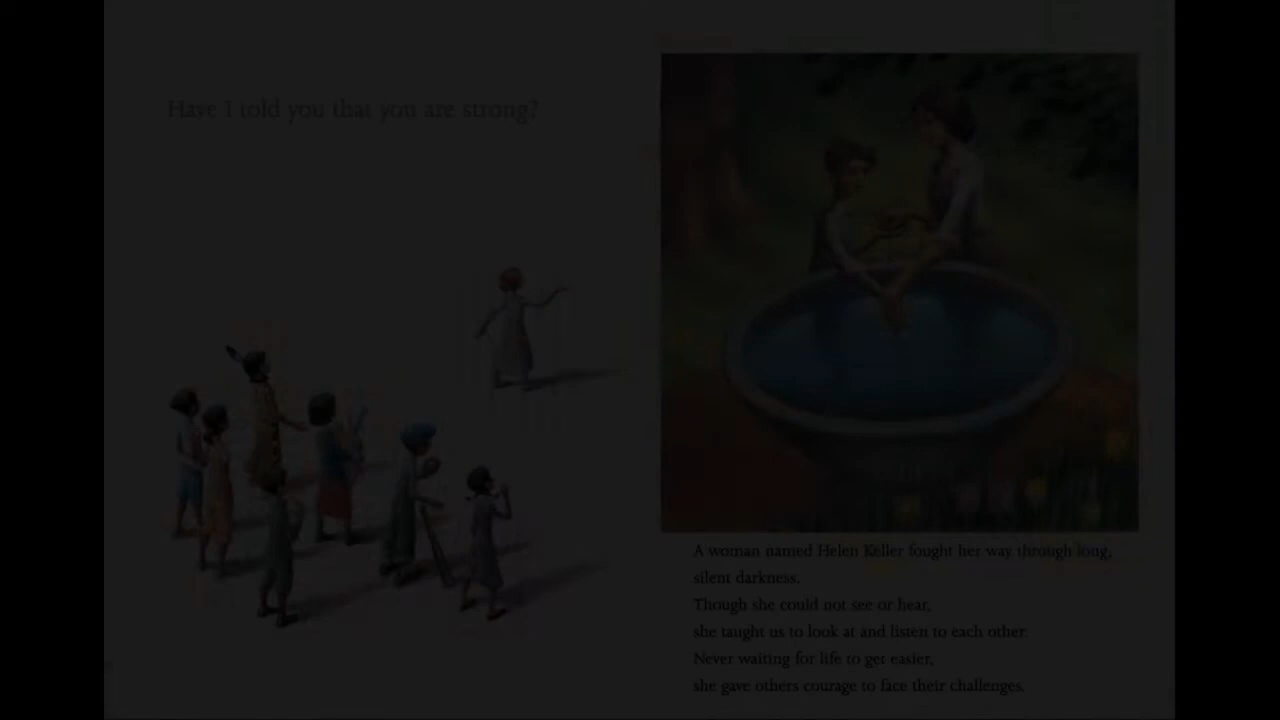 Have I told you that you are strong?
A woman named Helen Keller fought her way through long,
silent darkness.
Though she could not see or hear,
she taught us to look at and listen to each other.
Never waiting for life to get easier,
she gave others courage to face their challenges.